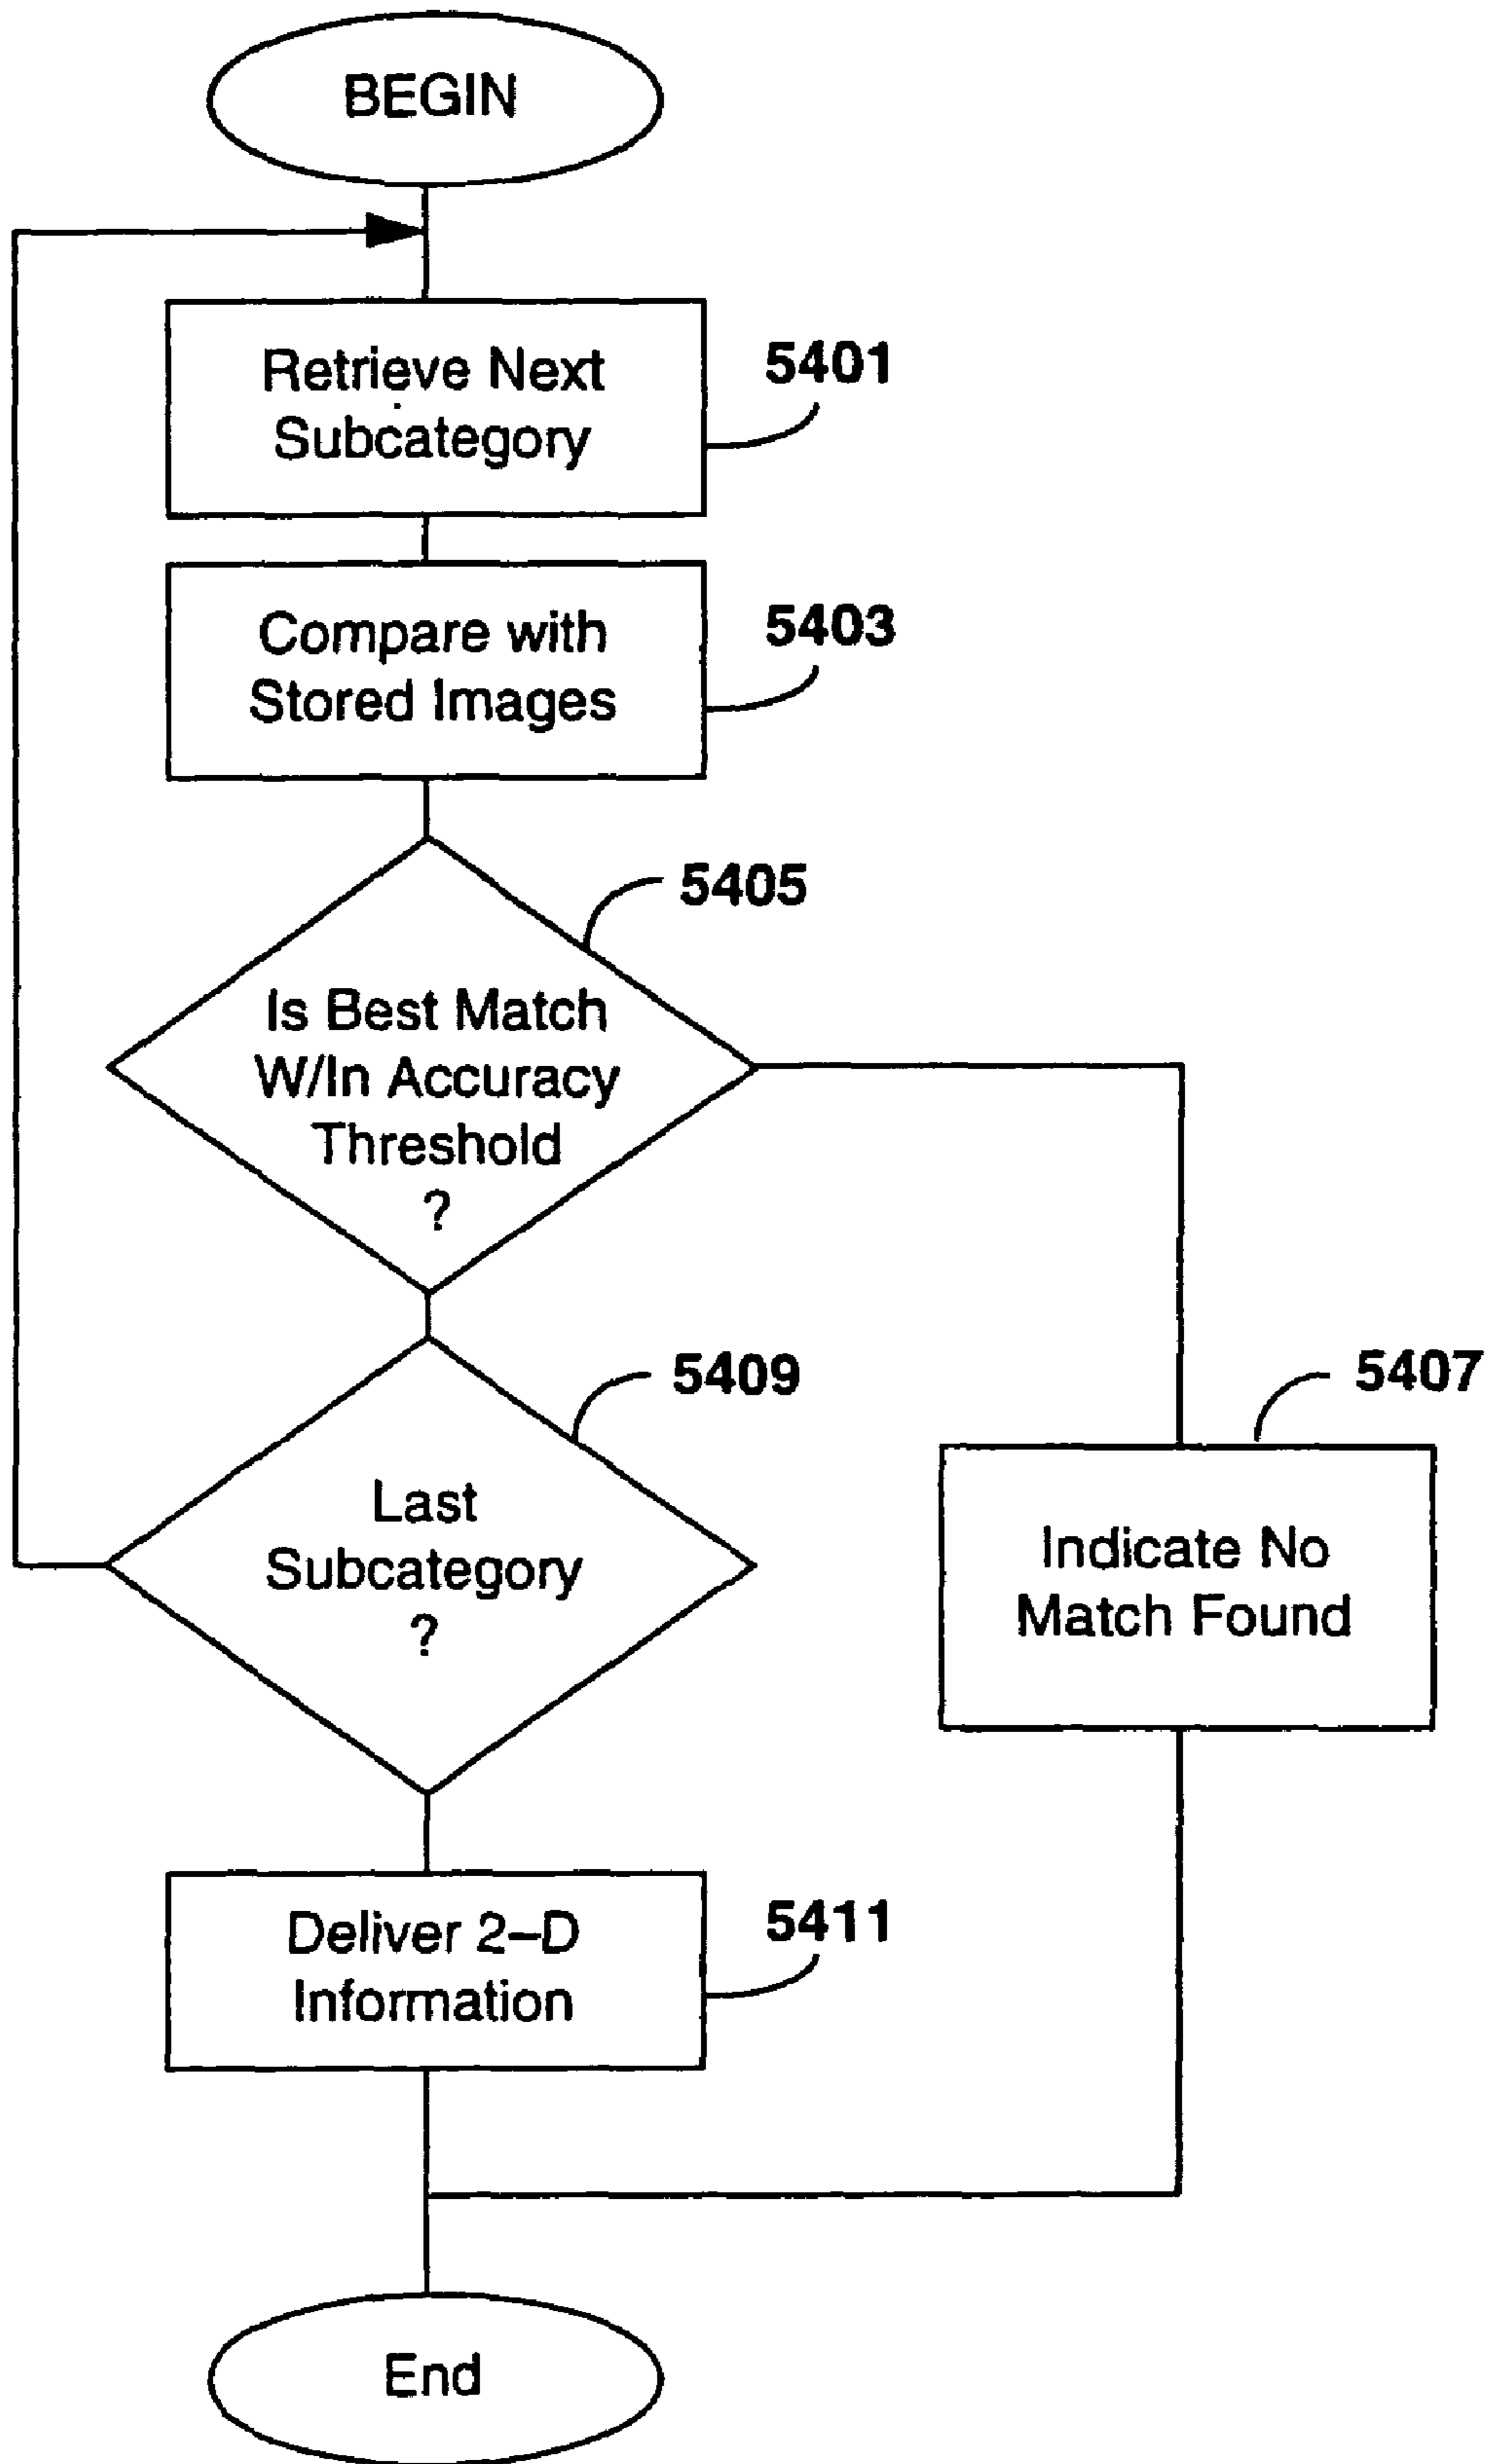 BEGIN
Retrieve Next
Subcategory
5401
Compare with
Stored Images
5403
5405
Is Best Match
W/In Accuracy
Threshold
?
5409
Last
Subcategory
?
5407
Indicate No
Match Found
Deliver 2–D
Information
5411
End